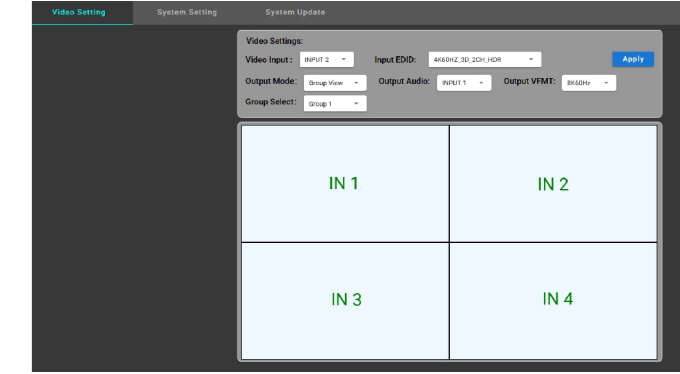 Video Setting System Setting System Update
Video Settings:
Video Input: INPUT 2 Input EDID: 4K60HZ_3D_2CH_HDR Apply
Output Mode: Group View Output Audio: INPUT 1 Output VFMT: 8K60Hz
Group Select: Group 1
IN 1 IN 2
IN 3 IN 4